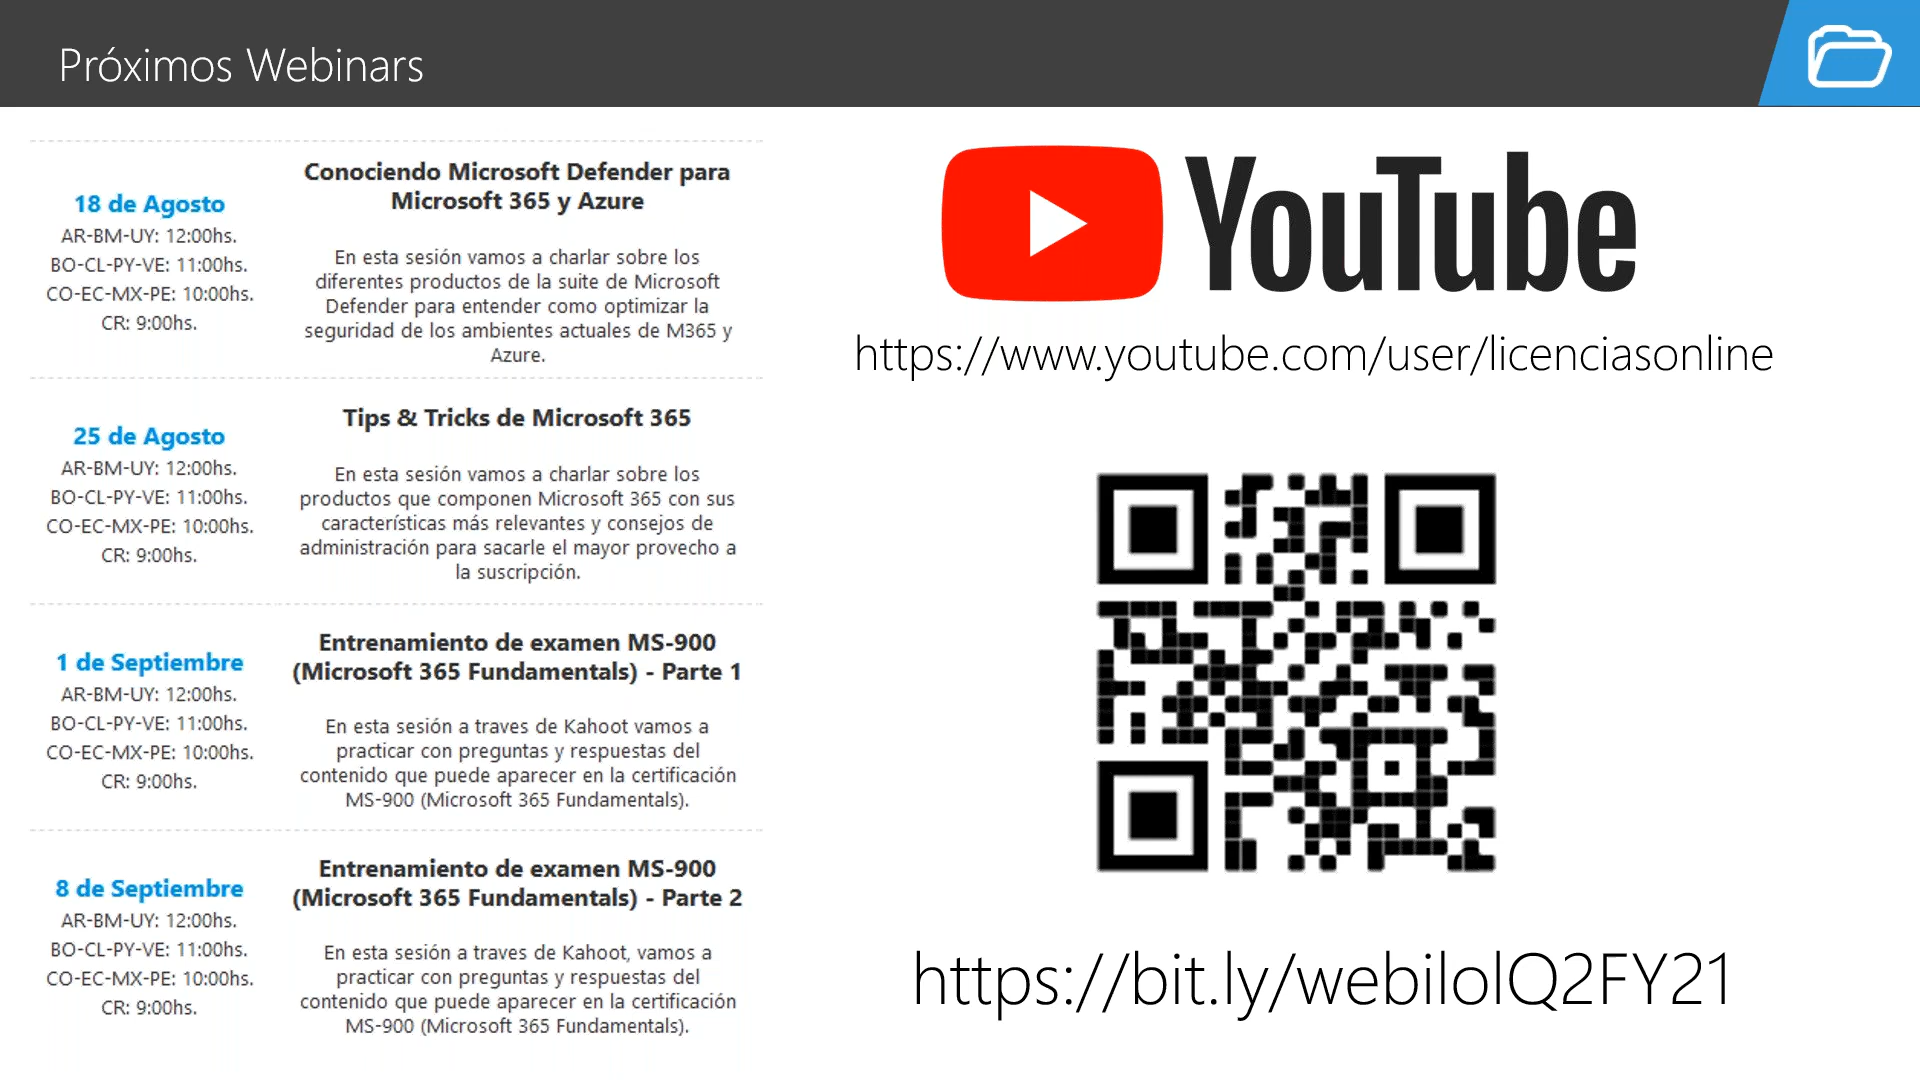 Próximos Webinars
18 de Agosto
AR-BM-UY: 12:00hs.
BO-CL-PY-VE: 11:00hs.
CO-EC-MX-PE: 10:00hs.
CR: 9:00hs.
Conociendo Microsoft Defender para
Microsoft 365 y Azure
En esta sesión vamos a charlar sobre los
diferentes productos de la suite de Microsoft
Defender para entender como optimizar la
seguridad de los ambientes actuales de M365 y
Azure.
25 de Agosto
AR-BM-UY: 12:00hs.
BO-CL-PY-VE: 11:00hs.
CO-EC-MX-PE: 10:00hs.
CR: 9:00hs.
Tips & Tricks de Microsoft 365
En esta sesión vamos a charlar sobre los
productos que componen Microsoft 365 con sus
características más relevantes y consejos de
administración para sacarle el mayor provecho a
la suscripción.
1 de Septiembre
AR-BM-UY: 12:00hs.
BO-CL-PY-VE: 11:00hs.
CO-EC-MX-PE: 10:00hs.
CR: 9:00hs.
Entrenamiento de examen MS-900
(Microsoft 365 Fundamentals) - Parte 1
En esta sesión a traves de Kahoot vamos a
practicar con preguntas y respuestas del
contenido que puede aparecer en la certificación
MS-900 (Microsoft 365 Fundamentals).
8 de Septiembre
AR-BM-UY: 12:00hs.
BO-CL-PY-VE: 11:00hs.
CO-EC-MX-PE: 10:00hs.
CR: 9:00hs.
Entrenamiento de examen MS-900
(Microsoft 365 Fundamentals) - Parte 2
En esta sesión a traves de Kahoot, vamos a
practicar con preguntas y respuestas del
contenido que puede aparecer en la certificación
MS-900 (Microsoft 365 Fundamentals).
YouTube
https://www.youtube.com/user/licenciasonline
https://bit.ly/webilolQ2FY21